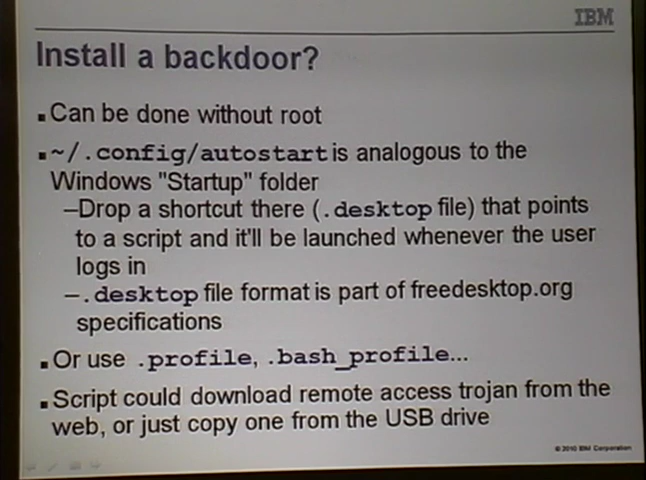 IBM
Install a backdoor?
▪Can be done without root
▪~/.config/autostart is analogous to the
Windows "Startup" folder
–Drop a shortcut there (.desktop file) that points
to a script and it'll be launched whenever the user
logs in
–.desktop file format is part of freedesktop.org
specifications
▪Or use .profile, .bash_profile...
▪Script could download remote access trojan from the
web, or just copy one from the USB drive
© 2010 IBM Corporation